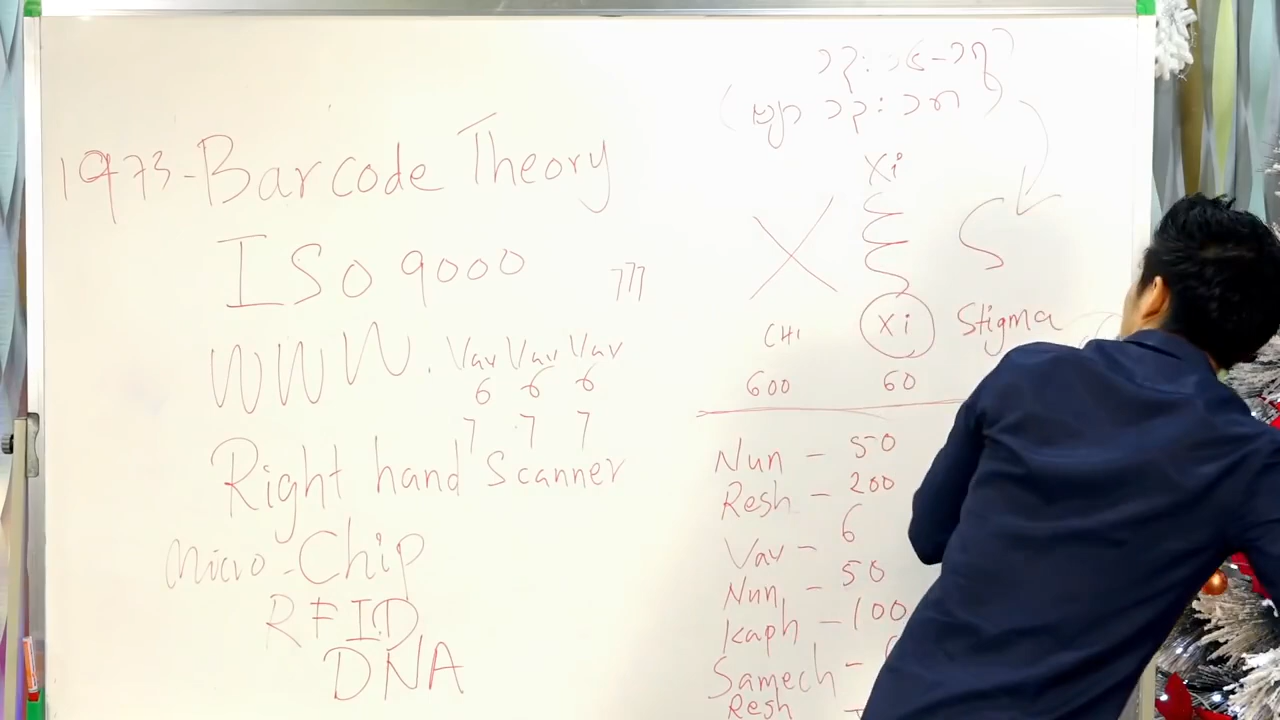 1973-Barcode Theory
ISO 9000
777
WWW. Vav Vav Vav
6 6 6
7 7 7
Right hand Scanner
Micro-Chip
RFID
DNA
Xi
X ξ ς
CHI Xi Stigma
600 60
Nun - 50
Resh - 200
Vav - 6
Nun - 50
Kaph - 100
Samech -
Resh